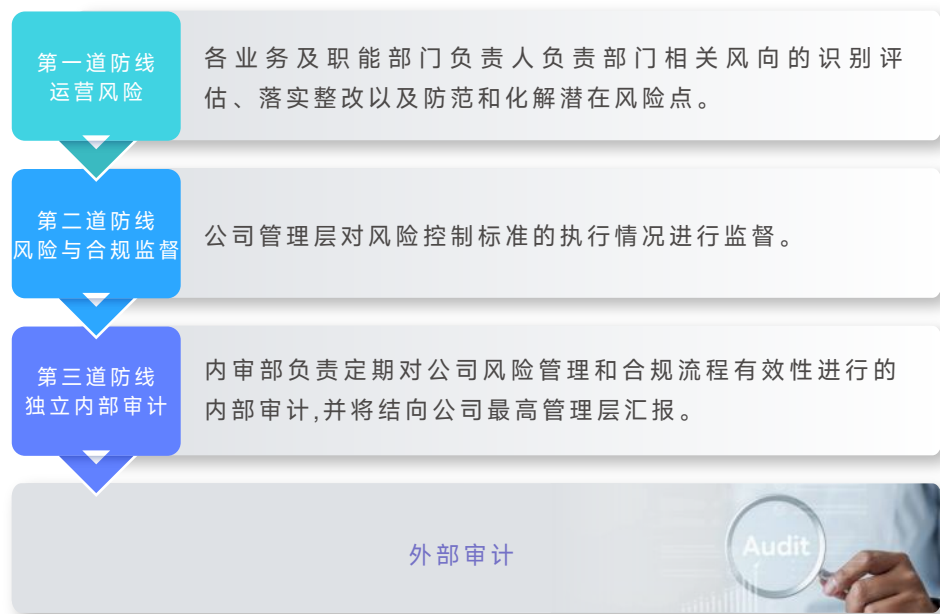 第一道防线
运营风险
各业务及职能部门负责人负责部门相关风向的识别评
估、落实整改以及防范和化解潜在风险点。
第二道防线
风险与合规监督
公司管理层对风险控制标准的执行情况进行监督。
第三道防线
独立内部审计
内审部负责定期对公司风险管理和合规流程有效性进行的
内部审计,并将结向公司最高管理层汇报。
外部审计
Audit